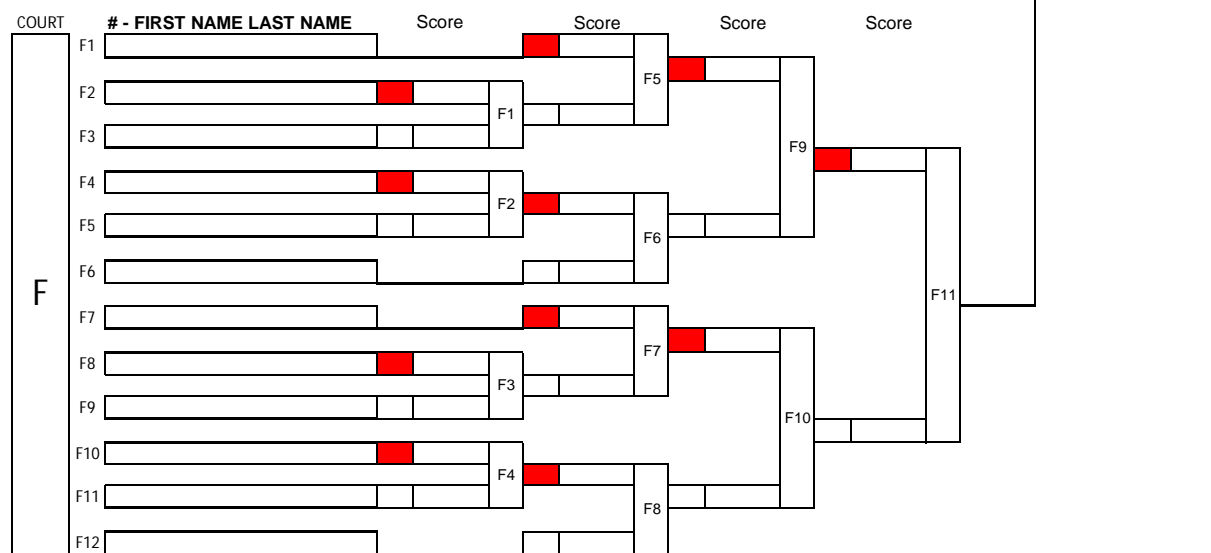 COURT # - FIRST NAME LAST NAME Score Score Score Score
F1
F5
F2
F1
F3
F9
F4
F2
F5
F6
F6
F
F11
F7
F7
F8
F3
F9
F10
F10
F4
F11
F8
F12